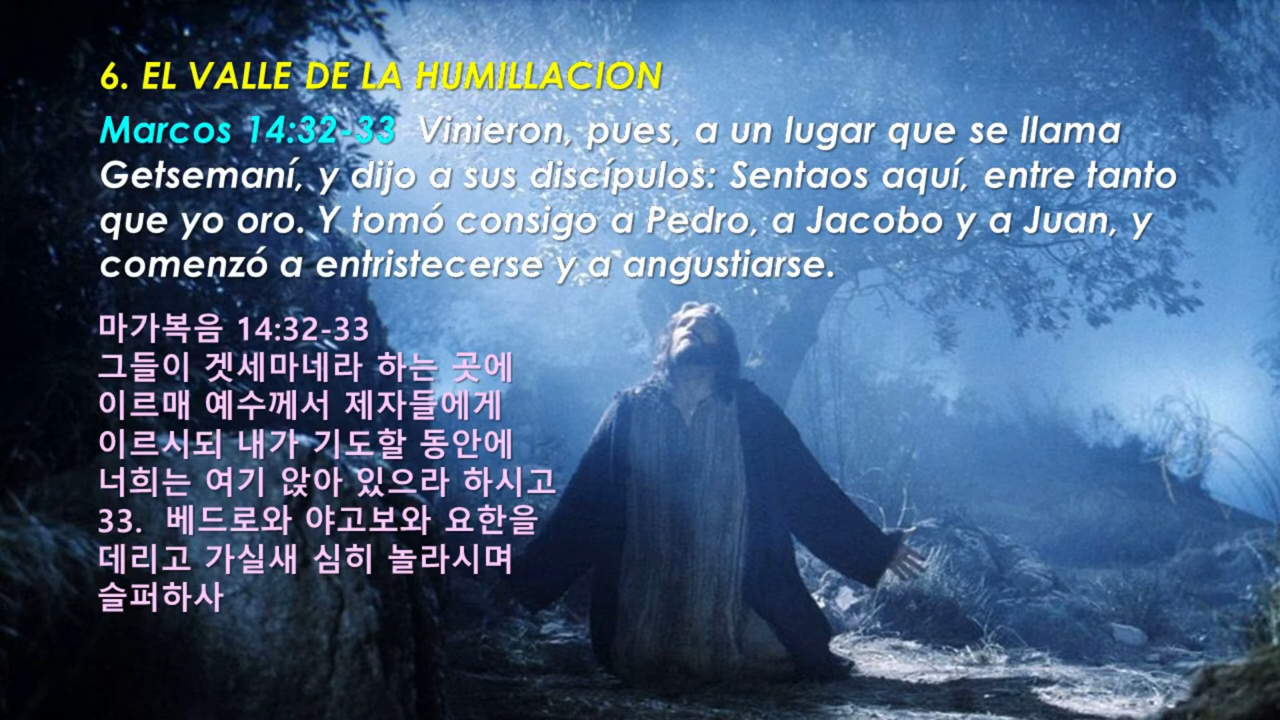 6. EL VALLE DE LA HUMILLACION
Marcos 14:32-33 Vinieron, pues, a un lugar que se llama
Getsemaní, y dijo a sus discípulos: Sentaos aquí, entre tanto
que yo oro. Y tomó consigo a Pedro, a Jacobo y a Juan, y
comenzó a entristecerse y a angustiarse.
마가복음 14:32-33
그들이 겟세마네라 하는 곳에
이르매 예수께서 제자들에게
이르시되 내가 기도할 동안에
너희는 여기 앉아 있으라 하시고
33. 베드로와 야고보와 요한을
데리고 가실새 심히 놀라시며
슬퍼하사